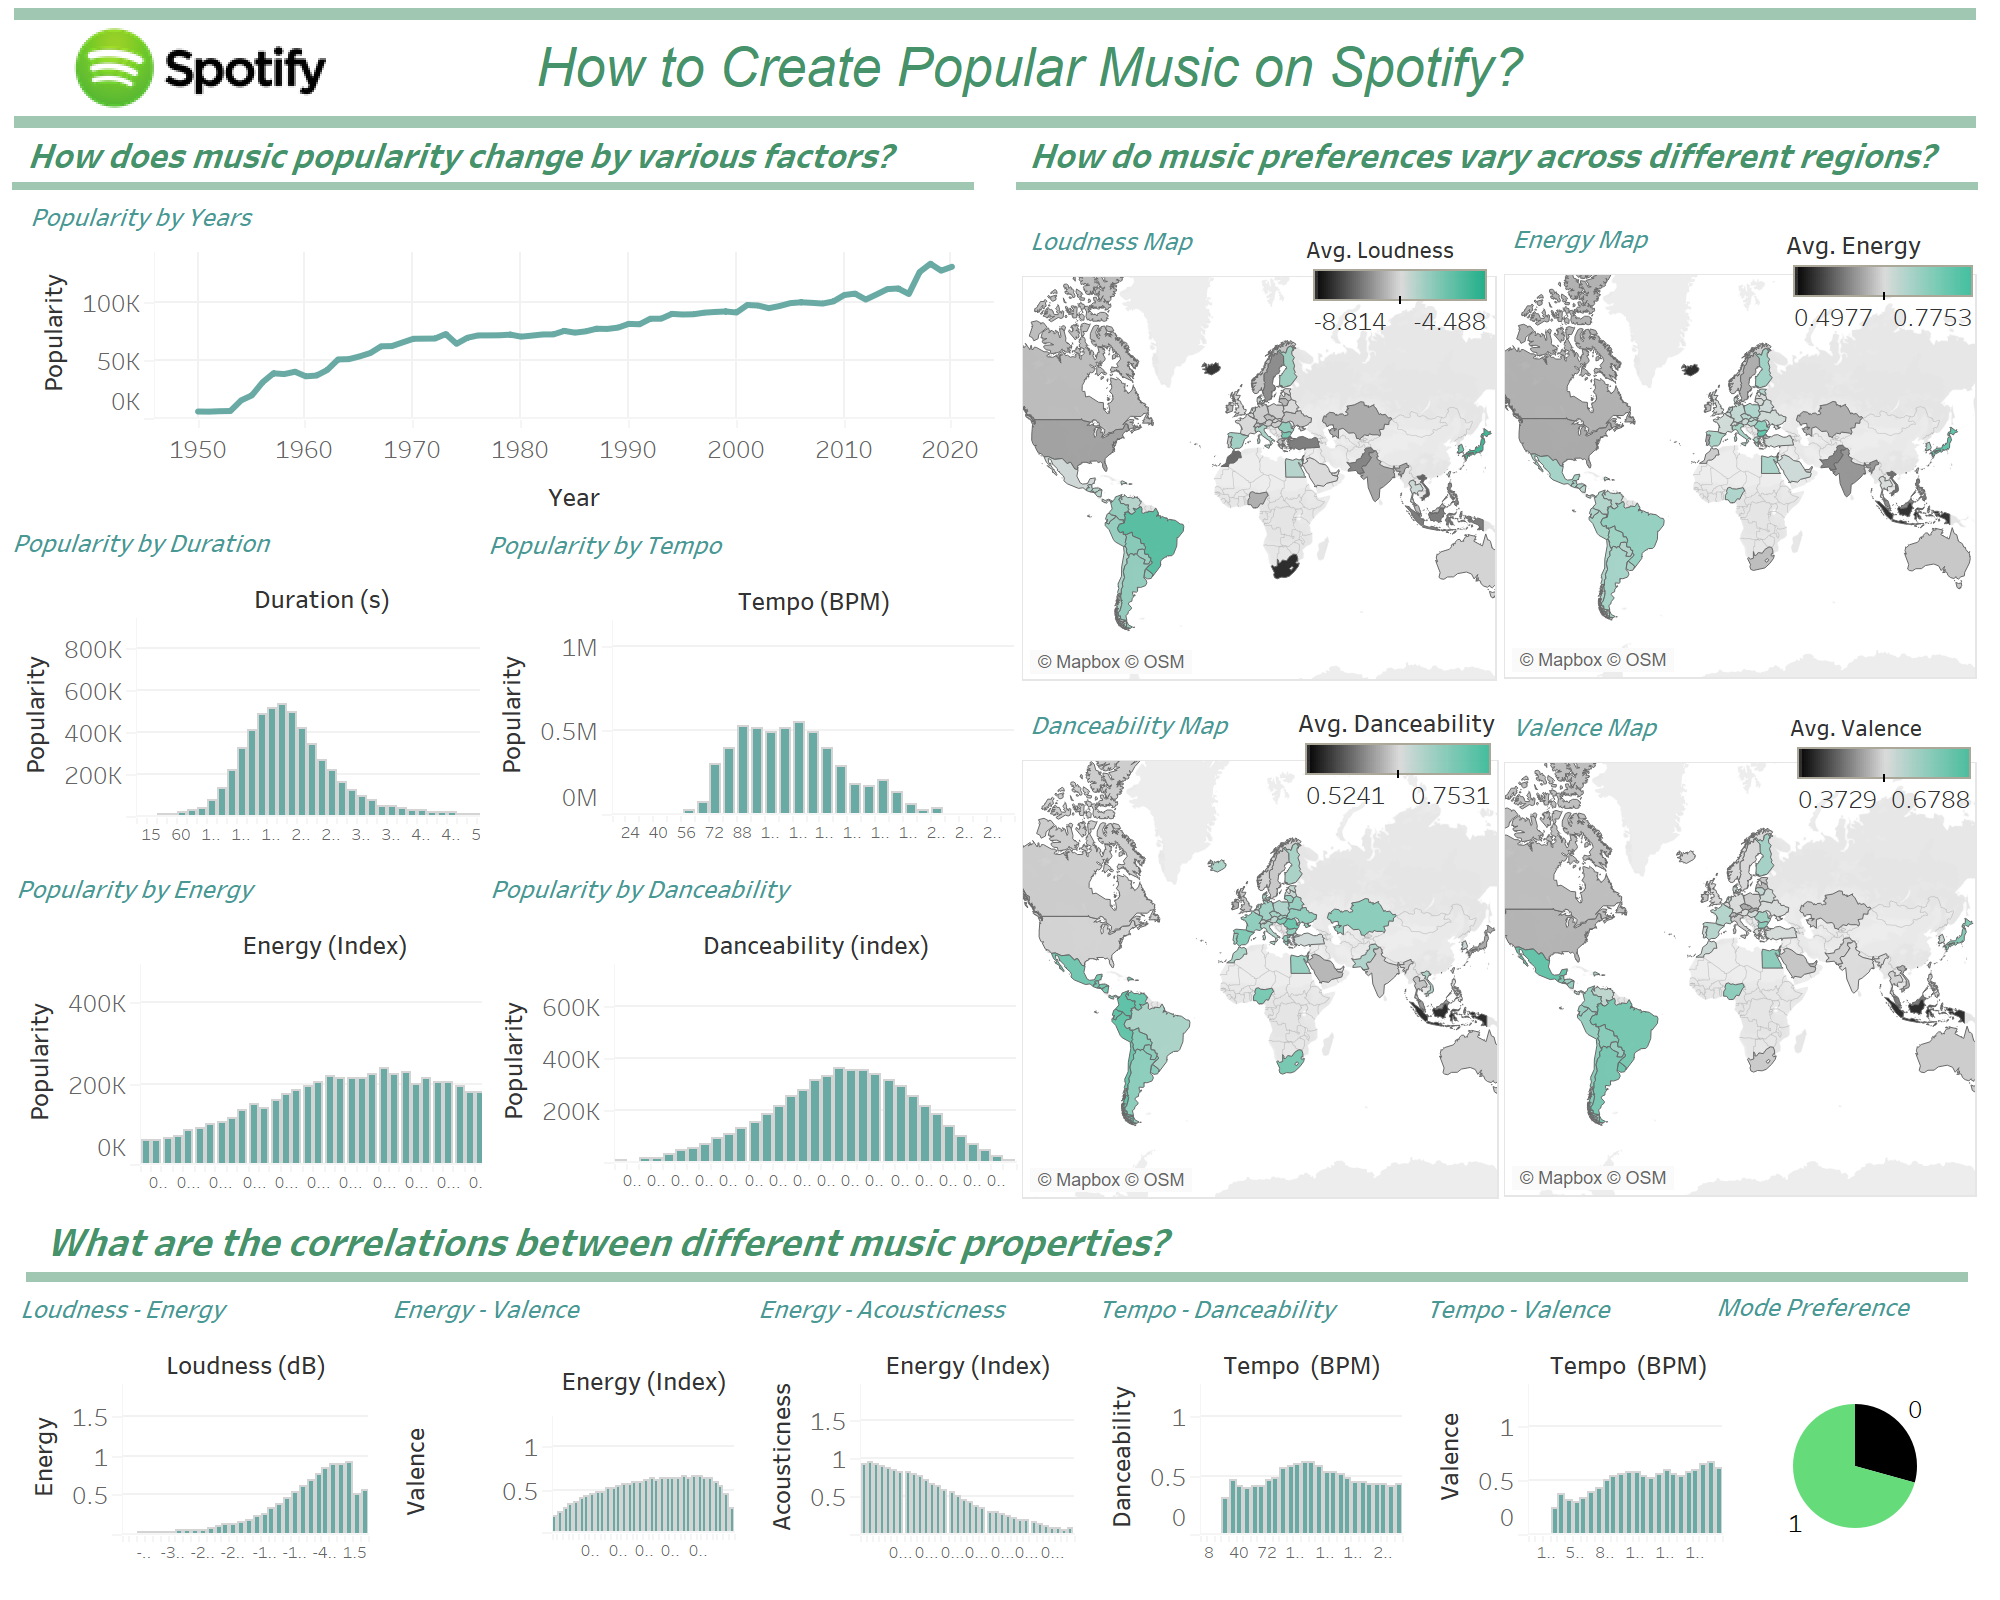 Spotify
How to Create Popular Music on Spotify?
How does music popularity change by various factors?
Popularity by Years
Popularity
100K
50K
0K
1950 1960 1970 1980 1990 2000 2010 2020
Year
Popularity by Duration
Duration (s)
Popularity
800K
600K
400K
200K
15 60 1.. 1.. 1.. 2.. 2.. 3.. 3.. 4.. 4.. 5
Popularity by Tempo
Tempo (BPM)
Popularity
1M
0.5M
0M
24 40 56 72 88 1.. 1.. 1.. 1.. 1.. 1.. 2.. 2.. 2..
Popularity by Energy
Energy (Index)
Popularity
400K
200K
0K
0.. 0... 0... 0... 0... 0... 0... 0... 0... 0... 0.
Popularity by Danceability
Danceability (index)
Popularity
600K
400K
200K
0.. 0.. 0.. 0.. 0.. 0.. 0.. 0.. 0.. 0.. 0.. 0.. 0.. 0.. 0.. 0..
How do music preferences vary across different regions?
Loudness Map
Avg. Loudness
-8.814 -4.488
© Mapbox © OSM
Energy Map
Avg. Energy
0.4977 0.7753
© Mapbox © OSM
Danceability Map
Avg. Danceability
0.5241 0.7531
© Mapbox © OSM
Valence Map
Avg. Valence
0.3729 0.6788
© Mapbox © OSM
What are the correlations between different music properties?
Loudness - Energy
Loudness (dB)
Energy
1.5
1
0.5
-.. -3.. -2.. -2.. -1.. -1.. -4.. 1.5
Energy - Valence
Energy (Index)
Valence
1
0.5
0.. 0.. 0.. 0.. 0..
Energy - Acousticness
Energy (Index)
Acousticness
1.5
1
0.5
0... 0... 0... 0... 0... 0... 0...
Tempo - Danceability
Tempo (BPM)
Danceability
1
0.5
0
8 40 72 1.. 1.. 1.. 2..
Tempo - Valence
Tempo (BPM)
Valence
1
0.5
0
1.. 5.. 8.. 1.. 1.. 1..
Mode Preference
0
1